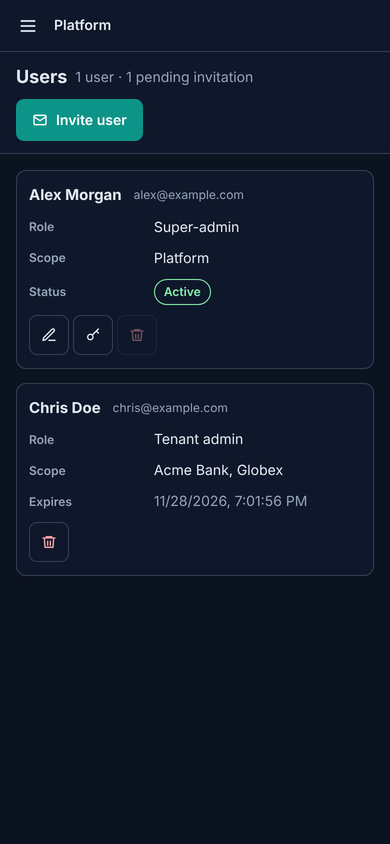 Platform
Users 1 user · 1 pending invitation
Invite user
Alex Morgan alex@example.com
Role Super-admin
Scope Platform
Status Active
Chris Doe chris@example.com
Role Tenant admin
Scope Acme Bank, Globex
Expires 11/28/2026, 7:01:56 PM